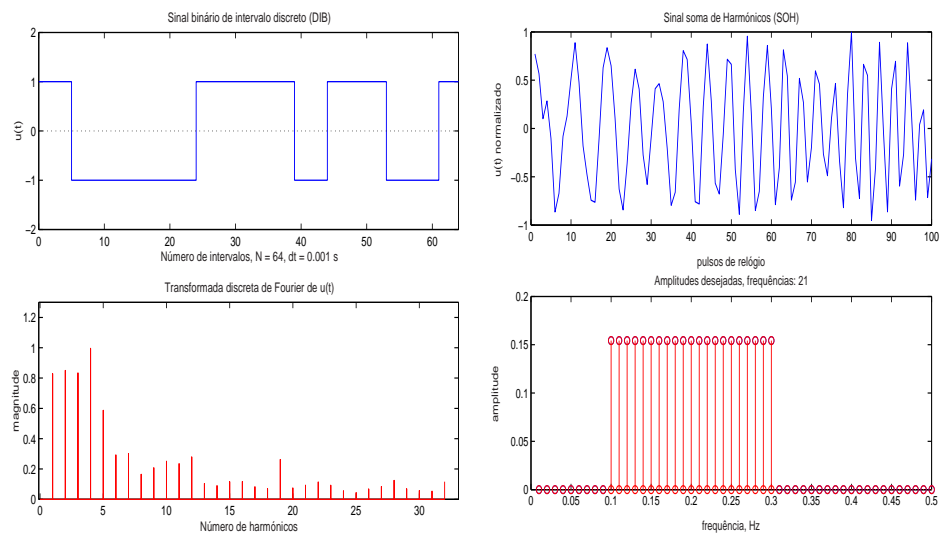 Sinal binário de intervalo discreto (DIB)
2
1
0
−1
−2
u(t)
0 10 20 30 40 50 60
Número de intervalos, N = 64, dt = 0.001 s
Sinal soma de Harmónicos (SOH)
1
0.5
0
−0.5
−1
u(t) normalizado
0 10 20 30 40 50 60 70 80 90 100
pulsos de relógio
Transformada discreta de Fourier de u(t)
1.2
1
0.8
0.6
0.4
0.2
0
magnitude
0 5 10 15 20 25 30
Número de harmónicos
Amplitudes desejadas, frequências: 21
0.2
0.15
0.1
0.05
0
amplitude
0 0.05 0.1 0.15 0.2 0.25 0.3 0.35 0.4 0.45 0.5
frequência, Hz